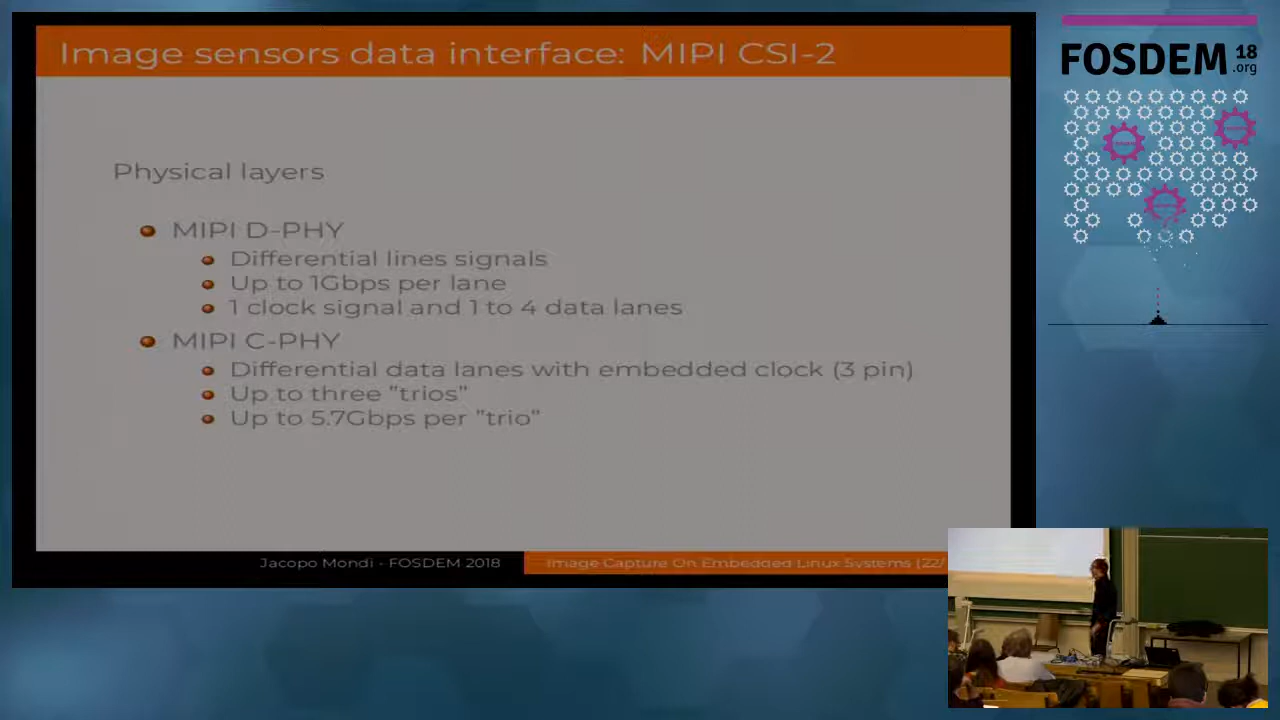 Image sensors data interface: MIPI CSI-2
Physical layers
MIPI D-PHY
Differential lines signals
Up to 1Gbps per lane
1 clock signal and 1 to 4 data lanes
MIPI C-PHY
Differential data lanes with embedded clock (3 pin)
Up to three "trios"
Up to 5.7Gbps per "trio"
Jacopo Mondi - FOSDEM 2018
Image Capture On Embedded Linux Systems (22/
FOSDEM 18
.org